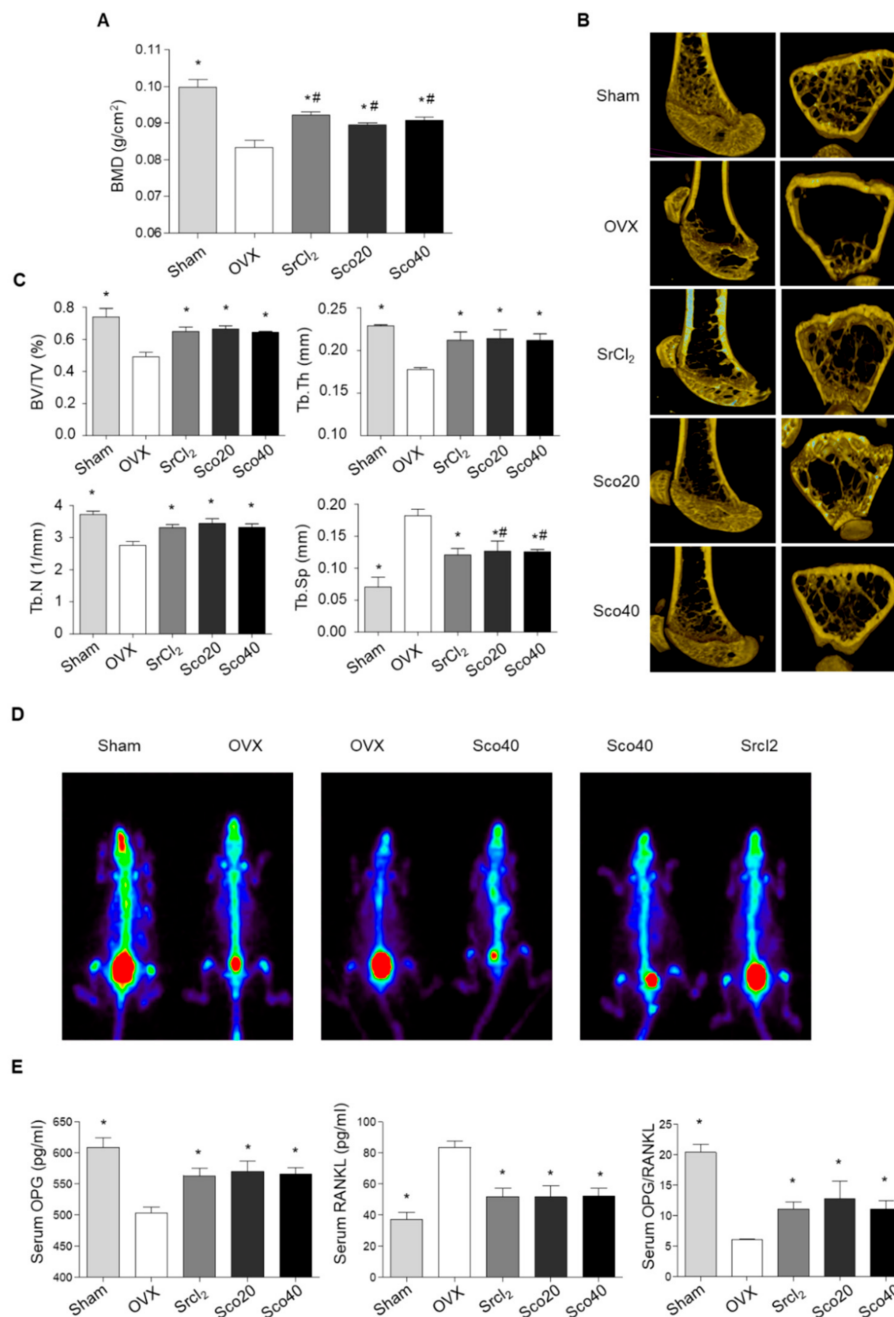 A
BMD (g/cm²)
0.11
0.10
0.09
0.08
0.07
0.06
*
*#
*#
*#
Sham
OVX
SrCl₂
Sco20
Sco40
B
Sham
OVX
SrCl₂
Sco20
Sco40
C
BV/TV (%)
0.8
0.6
0.4
0.2
0.0
*
*
*
*
Sham
OVX
SrCl₂
Sco20
Sco40
Tb.Th (mm)
0.25
0.20
0.15
0.10
*
*
*
*
Sham
OVX
SrCl₂
Sco20
Sco40
Tb.N (1/mm)
4
3
2
1
0
*
*
*
*
Sham
OVX
SrCl₂
Sco20
Sco40
Tb.Sp (mm)
0.20
0.15
0.10
0.05
0.00
*
*
*#
*#
Sham
OVX
SrCl₂
Sco20
Sco40
D
Sham OVX OVX Sco40 Sco40 Srcl2
E
Serum OPG (pg/ml)
650
600
550
500
450
400
*
*
*
*
Sham
OVX
Srcl₂
Sco20
Sco40
Serum RANKL (pg/ml)
100
80
60
40
20
0
*
*
*
*
Sham
OVX
Srcl₂
Sco20
Sco40
Serum OPG/RANKL
25
20
15
10
5
0
*
*
*
*
Sham
OVX
Srcl₂
Sco20
Sco40